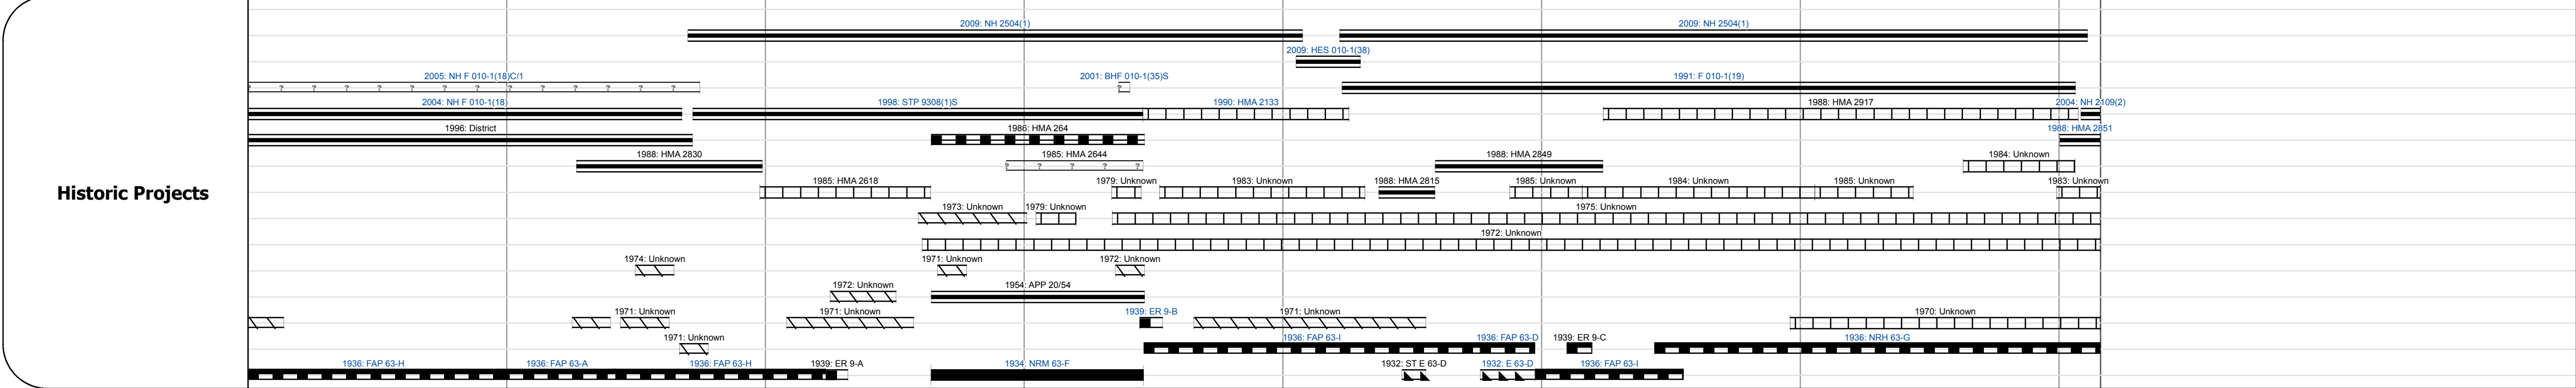 2009: NH 2504(1) 2009: NH 2504(1)
2009: HES 010-1(38)
2005: NH F 010-1(18)C/1 2001: BHF 010-1(35)S 1991: F 010-1(19)
? ? ? ? ? ? ? ? ? ? ? ? ? ? ?
2004: NH F 010-1(18) 1998: STP 9308(1)S 1990: HMA 2133 1988: HMA 2917 2004: NH 2109(2)
1996: District 1986: HMA 264 1988: HMA 2851
1988: HMA 2830 1985: HMA 2644 1988: HMA 2849 1984: Unknown
? ? ? ? ?
1985: HMA 2618 1979: Unknown 1983: Unknown 1988: HMA 2815 1985: Unknown 1984: Unknown 1985: Unknown 1983: Unknown
Historic Projects
1973: Unknown 1979: Unknown 1975: Unknown
1972: Unknown
1974: Unknown 1971: Unknown 1972: Unknown
1972: Unknown 1954: APP 20/54
1971: Unknown 1971: Unknown 1939: ER 9-B 1971: Unknown 1970: Unknown
1971: Unknown 1936: FAP 63-I 1936: FAP 63-D 1939: ER 9-C 1936: NRH 63-G
1936: FAP 63-H 1936: FAP 63-A 1936: FAP 63-H 1939: ER 9-A 1934: NRM 63-F 1932: ST E 63-D 1932: E 63-D 1936: FAP 63-I